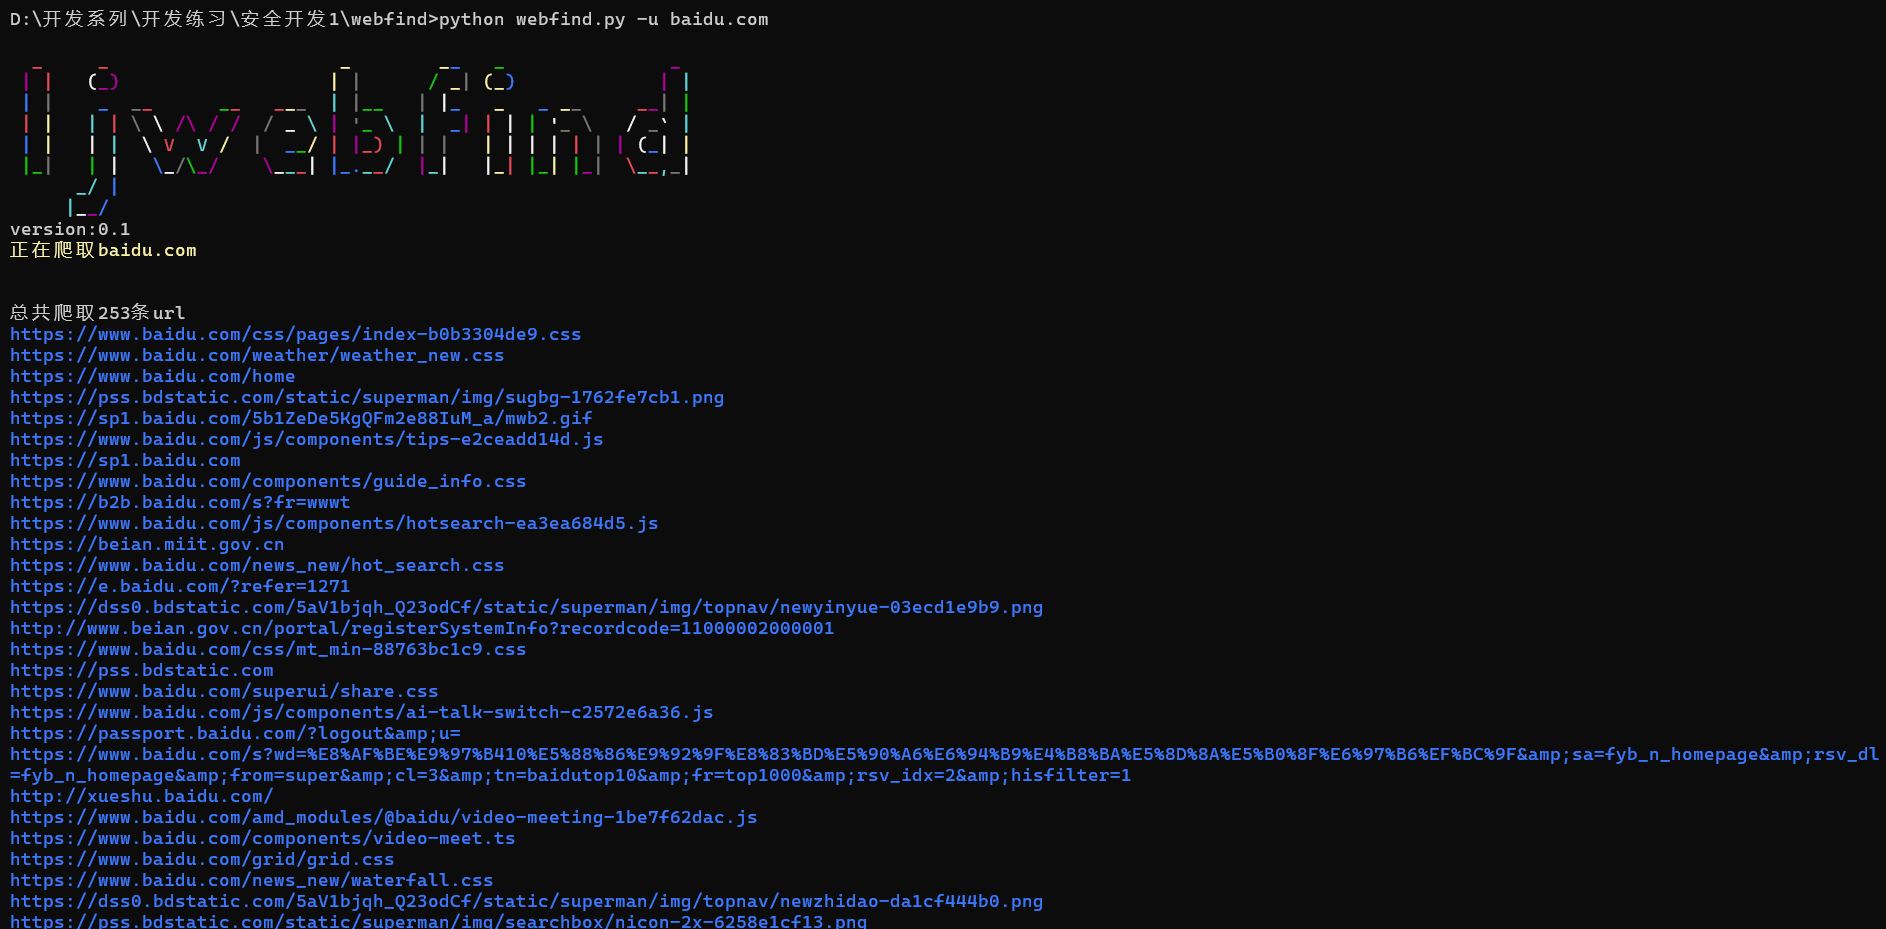 D:\开发系列\开发练习\安全开发1\webfind>python webfind.py -u baidu.com
ljwebfind
version:0.1
正在爬取baidu.com
总共爬取253条url
https://www.baidu.com/css/pages/index-b0b3304de9.css
https://www.baidu.com/weather/weather_new.css
https://www.baidu.com/home
https://pss.bdstatic.com/static/superman/img/sugbg-1762fe7cb1.png
https://sp1.baidu.com/5b1ZeDe5KgQFm2e88IuM_a/mwb2.gif
https://www.baidu.com/js/components/tips-e2ceadd14d.js
https://sp1.baidu.com
https://www.baidu.com/components/guide_info.css
https://b2b.baidu.com/s?fr=wwwt
https://www.baidu.com/js/components/hotsearch-ea3ea684d5.js
https://beian.miit.gov.cn
https://www.baidu.com/news_new/hot_search.css
https://e.baidu.com/?refer=1271
https://dss0.bdstatic.com/5aV1bjqh_Q23odCf/static/superman/img/topnav/newyinyue-03ecd1e9b9.png
http://www.beian.gov.cn/portal/registerSystemInfo?recordcode=11000002000001
https://www.baidu.com/css/mt_min-88763bc1c9.css
https://pss.bdstatic.com
https://www.baidu.com/superui/share.css
https://www.baidu.com/js/components/ai-talk-switch-c2572e6a36.js
https://passport.baidu.com/?logout&amp;u=
https://www.baidu.com/s?wd=%E8%AF%BE%E9%97%B410%E5%88%86%E9%92%9F%E8%83%BD%E5%90%A6%E6%94%B9%E4%B8%BA%E5%8D%8A%E5%B0%8F%E6%97%B6%EF%BC%9F&amp;sa=fyb_n_homepage&amp;rsv_dl
=fyb_n_homepage&amp;from=super&amp;cl=3&amp;tn=baidutop10&amp;fr=top1000&amp;rsv_idx=2&amp;hisfilter=1
http://xueshu.baidu.com/
https://www.baidu.com/amd_modules/@baidu/video-meeting-1be7f62dac.js
https://www.baidu.com/components/video-meet.ts
https://www.baidu.com/grid/grid.css
https://www.baidu.com/news_new/waterfall.css
https://dss0.bdstatic.com/5aV1bjqh_Q23odCf/static/superman/img/topnav/newzhidao-da1cf444b0.png
https://pss.bdstatic.com/static/superman/img/searchbox/nicon-2x-6258e1cf13.png